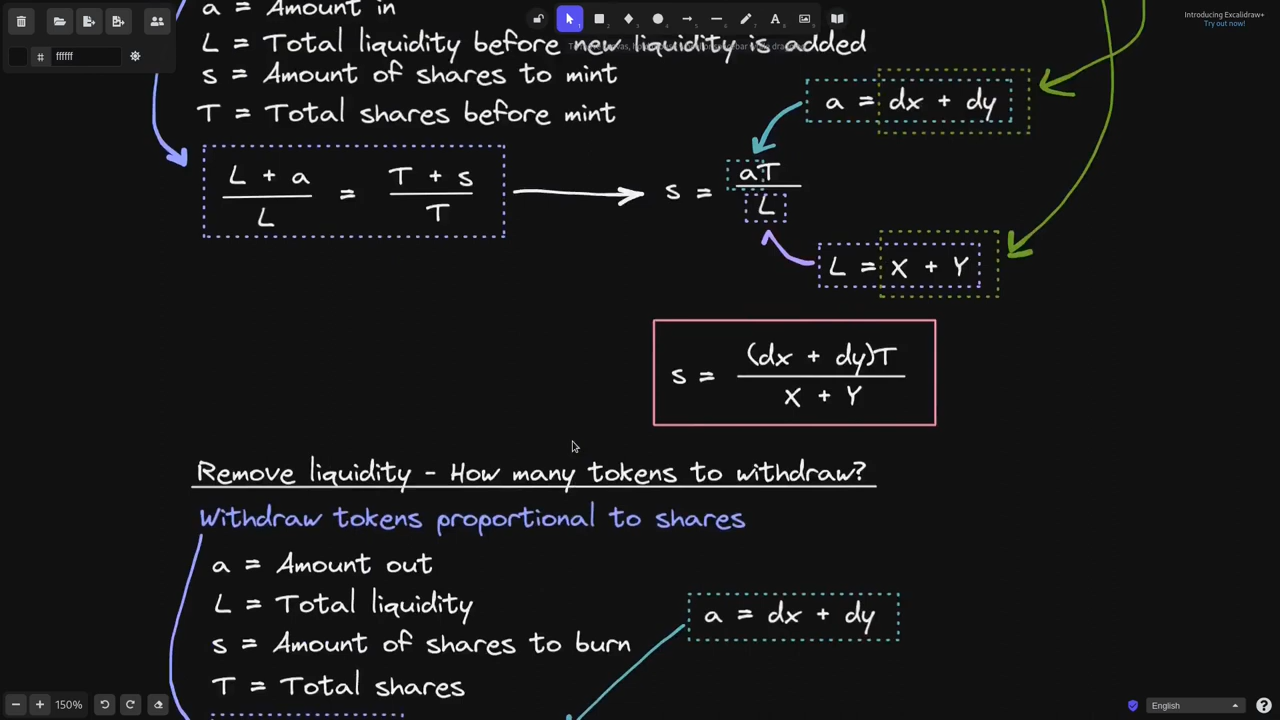 a = Amount in
L = Total liquidity before new liquidity is added
s = Amount of shares to mint
T = Total shares before mint
L + a
L
=
T + s
T
s =
aT
L
a = dx + dy
L = X + Y
s =
(dx + dy)T
X + Y
Remove liquidity - How many tokens to withdraw?
Withdraw tokens proportional to shares
a = Amount out
L = Total liquidity
s = Amount of shares to burn
T = Total shares
a = dx + dy
# ffffff
Introducing Excalidraw+
Try out now!
150%
English